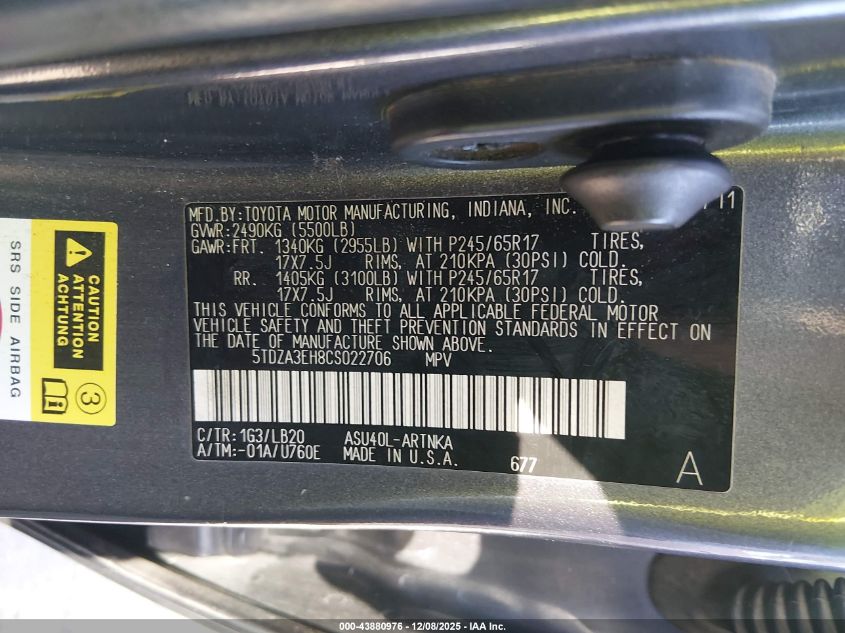 MFD.BY:TOYOTA MOTOR MANUFACTURING, INDIANA, INC. 11
GVWR:2490KG (5500LB)
GAWR:FRT. 1340KG (2955LB) WITH P245/65R17 TIRES,
17X7.5J RIMS, AT 210KPA (30PSI) COLD.
RR. 1405KG (3100LB) WITH P245/65R17 TIRES,
17X7.5J RIMS, AT 210KPA (30PSI) COLD.
THIS VEHICLE CONFORMS TO ALL APPLICABLE FEDERAL MOTOR
VEHICLE SAFETY AND THEFT PREVENTION STANDARDS IN EFFECT ON
THE DATE OF MANUFACTURE SHOWN ABOVE.
5TDZA3EH8CS022706 MPV
C/TR:1G3/LB20 ASU40L-ARTNKA
A/TM:-01A/U760E MADE IN U.S.A. 677 A
SRS SIDE AIRBAG
CAUTION
ATTENTION
ACHTUNG
3
000-43880976 - 12/08/2025 - IAA Inc.